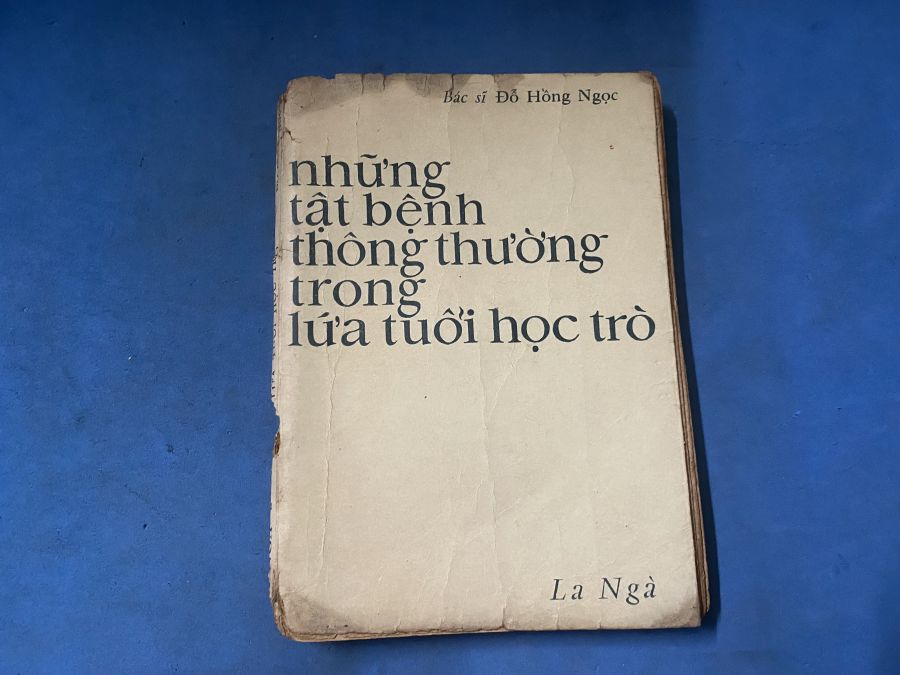 Bác sĩ Đỗ Hồng Ngọc
những
tật bệnh
thông thường
trong
lứa tuổi học trò
La Ngà